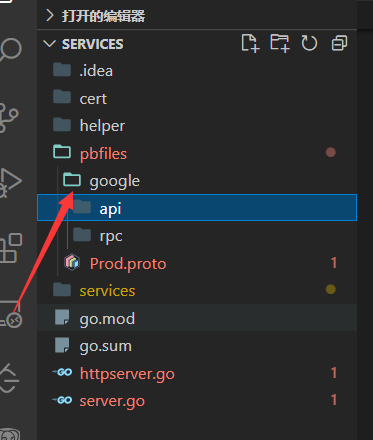 打开的编辑器
SERVICES
.idea
cert
helper
pbfiles
google
api
rpc
Prod.proto 1
services
go.mod
go.sum
GO httpserver.go 1
GO server.go 1